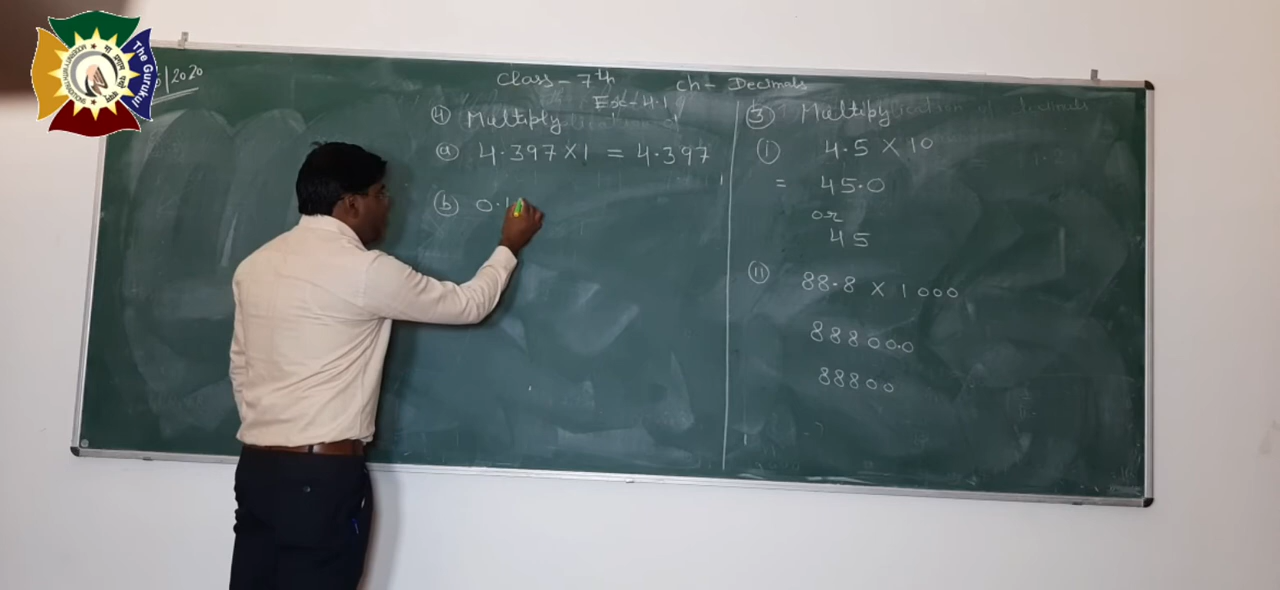 The Gurukul
2020
Class - 7th Ch - Decimals
Ex - 4.1
4 Multiply
(a) 4.397 X 1 = 4.397
(b) 0.1
3 Multiply
(i) 4.5 X 10
= 45.0
or
45
(ii) 88.8 X 1000
88800.0
88800